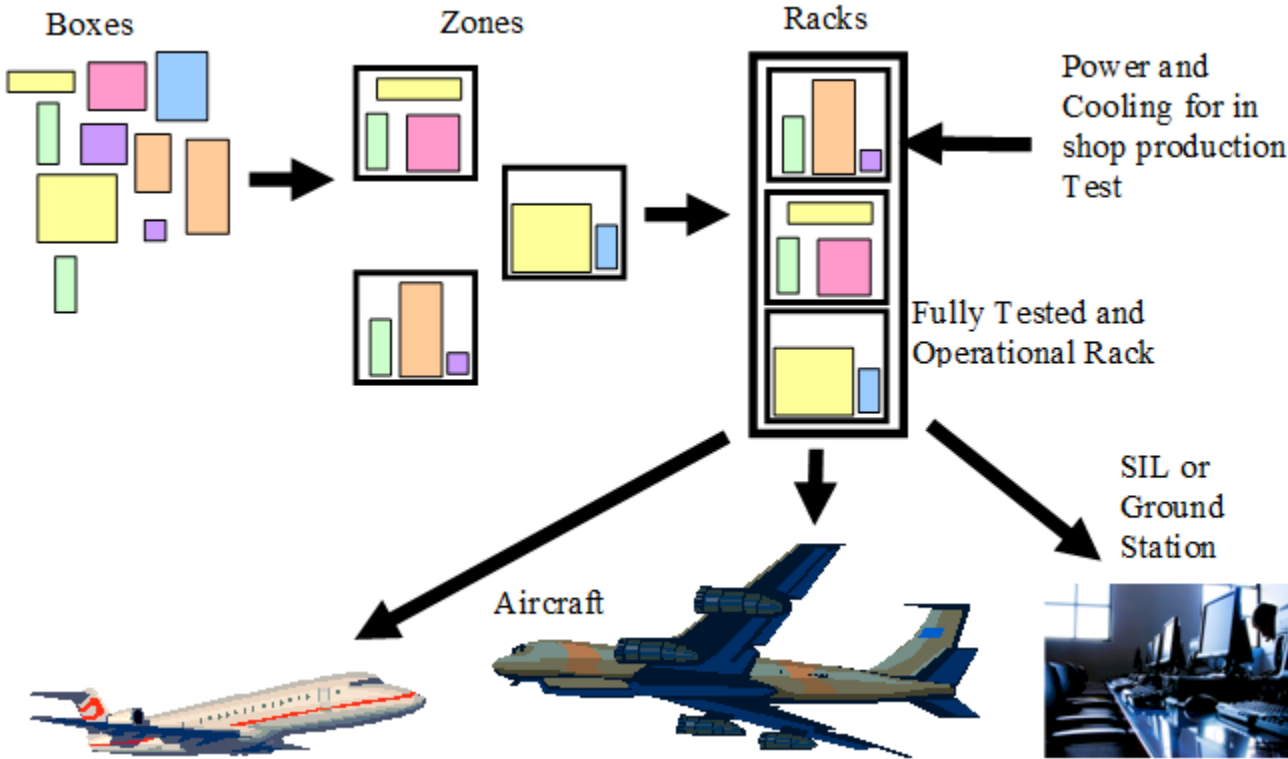 Boxes
Zones
Racks
Power and
Cooling for in
shop production
Test
Fully Tested and
Operational Rack
SIL or
Ground
Station
Aircraft